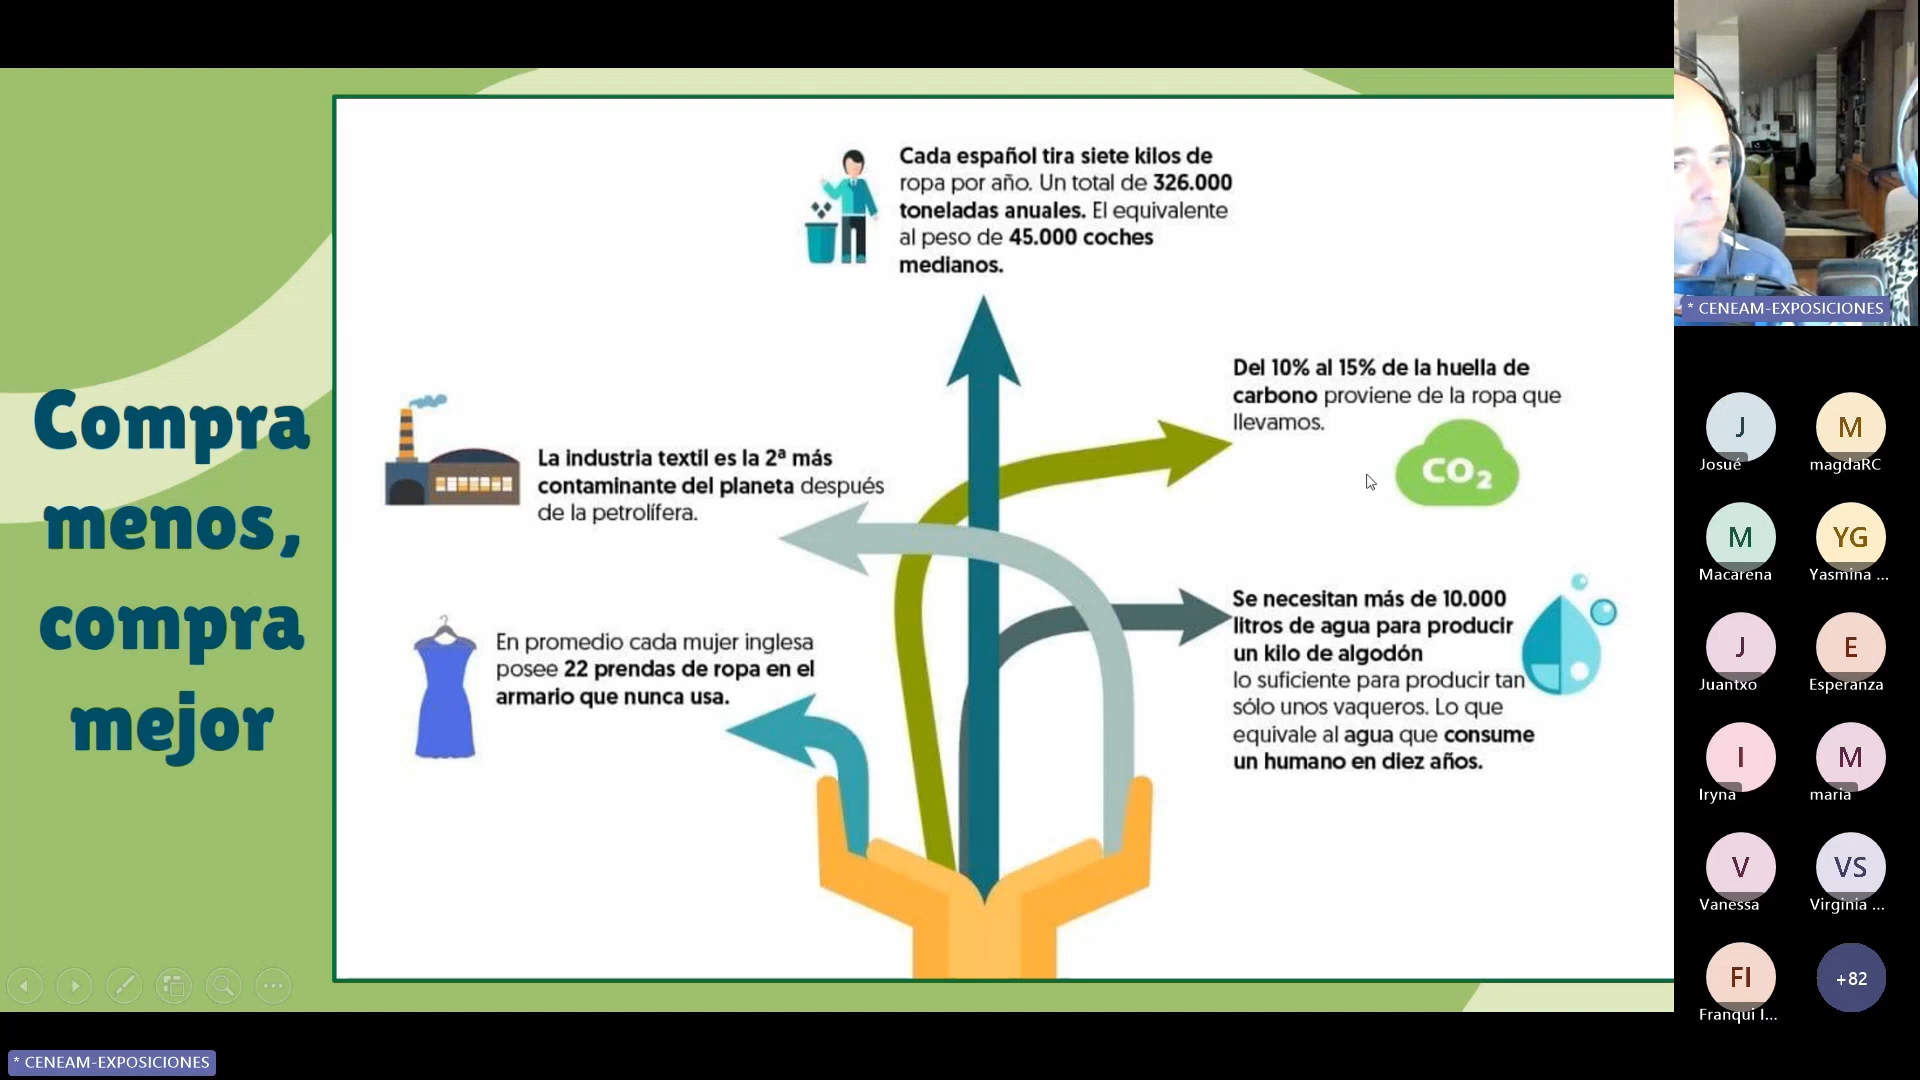 Compra
menos,
compra
mejor
Cada español tira siete kilos de
ropa por año. Un total de 326.000
toneladas anuales. El equivalente
al peso de 45.000 coches
medianos.
Del 10% al 15% de la huella de
carbono proviene de la ropa que
llevamos.
CO₂
La industria textil es la 2ª más
contaminante del planeta después
de la petrolífera.
Se necesitan más de 10.000
litros de agua para producir
un kilo de algodón
lo suficiente para producir tan
sólo unos vaqueros. Lo que
equivale al agua que consume
un humano en diez años.
En promedio cada mujer inglesa
posee 22 prendas de ropa en el
armario que nunca usa.
* CENEAM-EXPOSICIONES
J
Josué
M
magdaRC
M
Macarena
YG
Yasmina ...
J
Juantxo
E
Esperanza
I
Iryna
M
maria
V
Vanessa
VS
Virginia ...
FI
Franqui I...
+82
* CENEAM-EXPOSICIONES